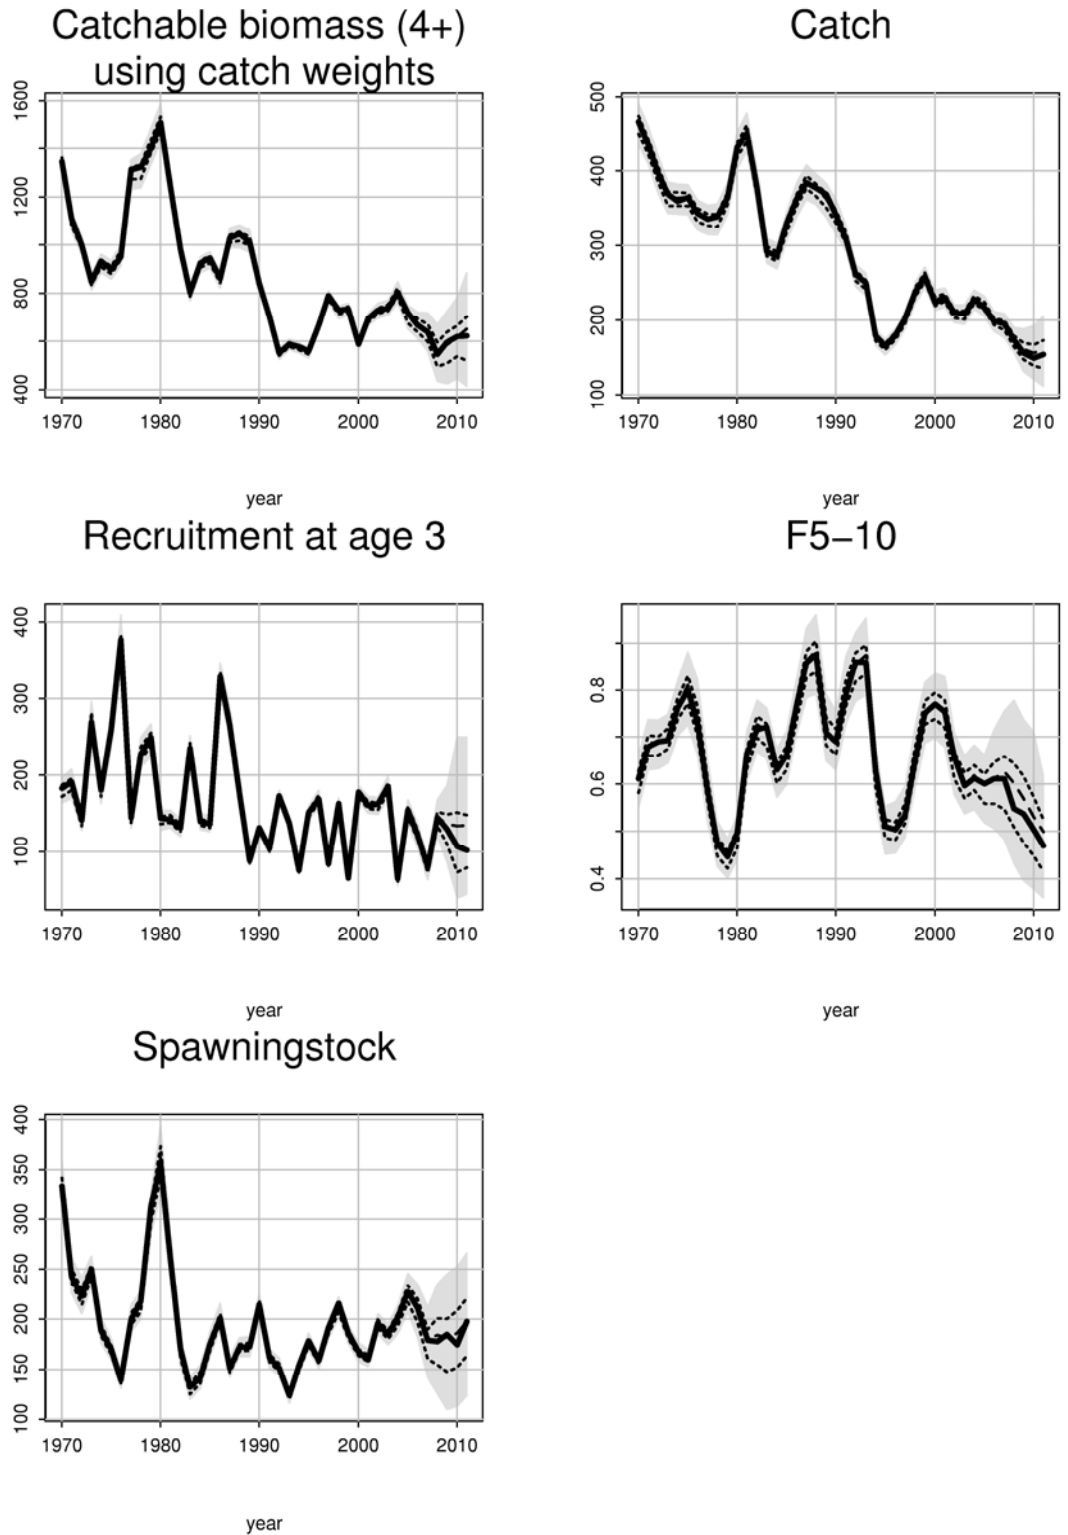 Catchable biomass (4+)
using catch weights
1600
1200
800
400
1970 1980 1990 2000 2010
year
Catch
500
400
300
200
100
1970 1980 1990 2000 2010
year
Recruitment at age 3
400
300
200
100
1970 1980 1990 2000 2010
year
F5–10
0.8
0.6
0.4
1970 1980 1990 2000 2010
year
Spawningstock
400
350
300
250
200
150
100
1970 1980 1990 2000 2010
year